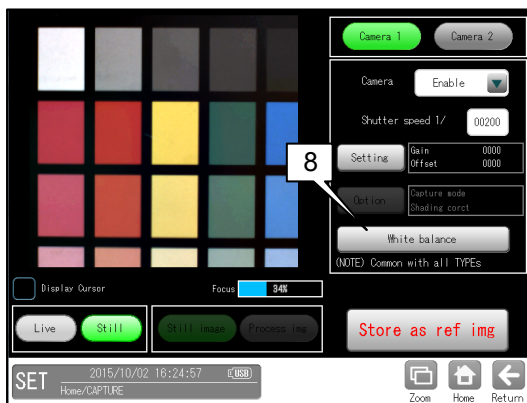 Camera 1
Camera 2
Camera
Enable
Shutter speed 1/
00200
8
Setting
Gain 0000
Offset 0000
Option
Capture mode
Shading corct
White balance
(NOTE) Common with all TYPEs
Display Cursor
Focus
34%
Live
Still
Still image
Process img
Store as ref img
SET
2015/10/02 16:24:57
USB
Home/CAPTURE
Zoom
Home
Return